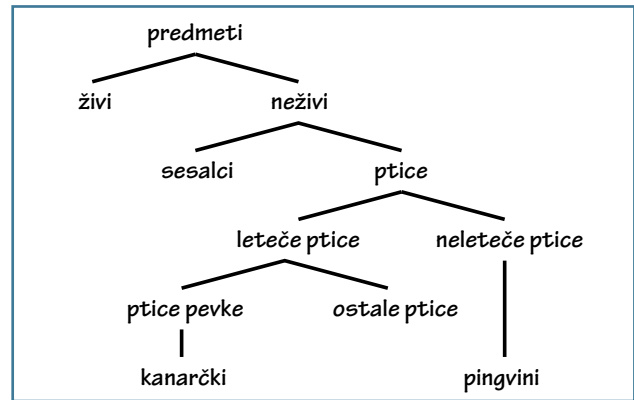 predmeti
živi neživi
sesalci ptice
leteče ptice neleteče ptice
ptice pevke ostale ptice
kanarčki pingvini